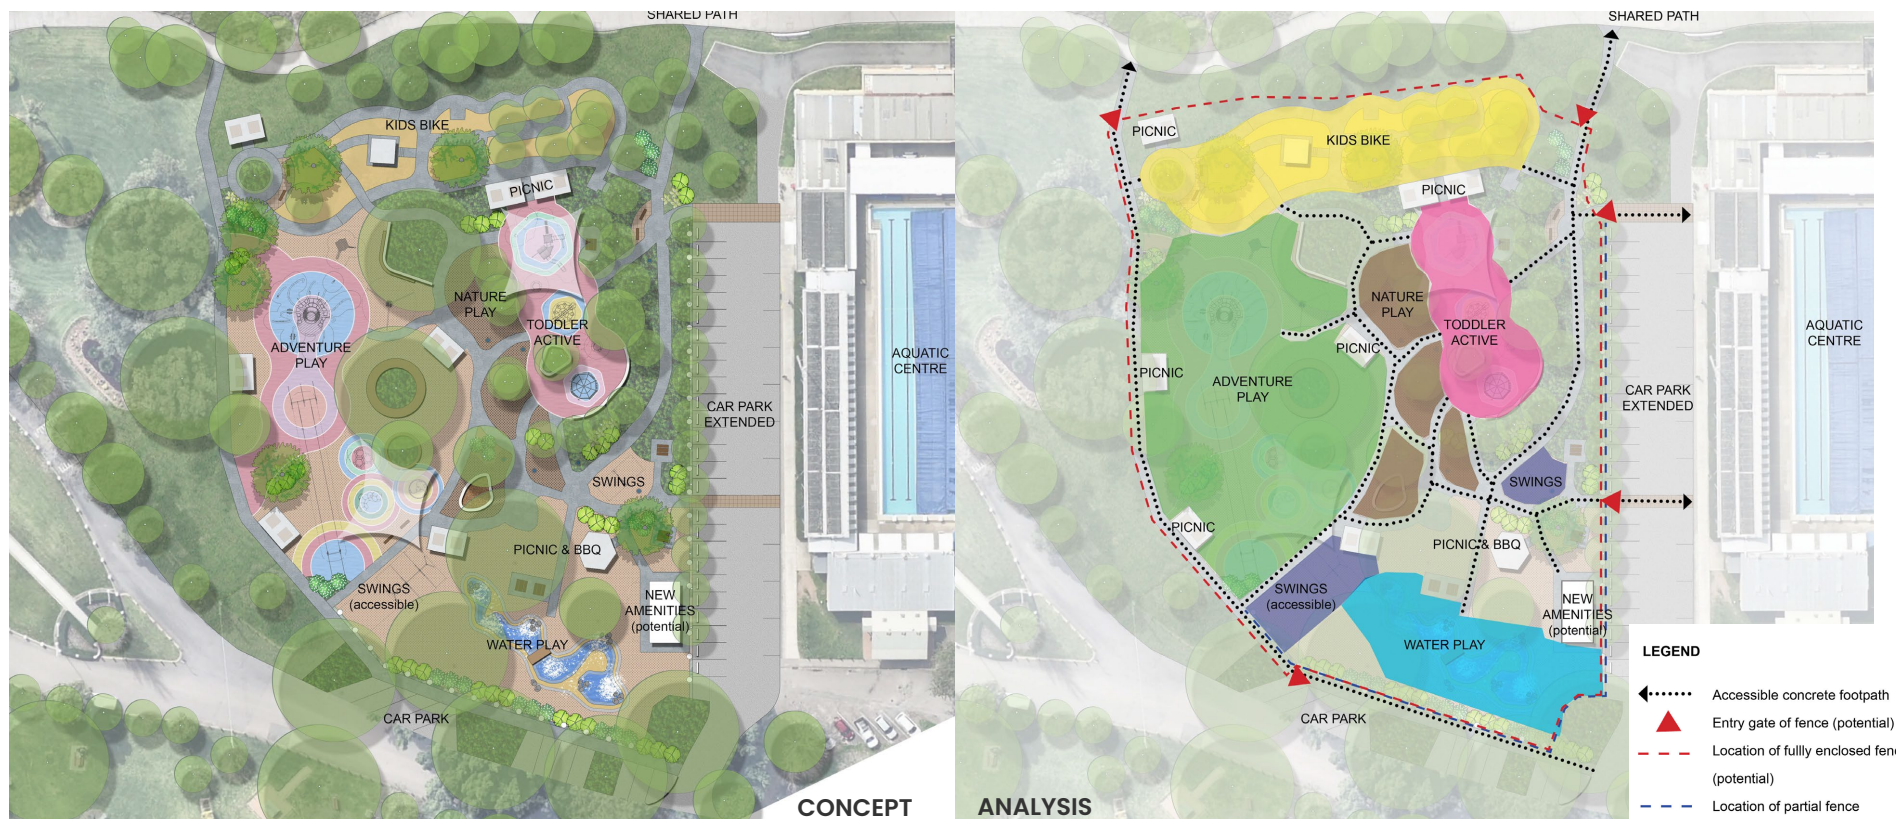 SHARED PATH
KIDS BIKE
PICNIC
NATURE
PLAY
TODDLER
ACTIVE
ADVENTURE
PLAY
AQUATIC
CENTRE
CAR PARK
EXTENDED
SWINGS
PICNIC & BBQ
SWINGS
(accessible)
NEW
AMENITIES
(potential)
WATER PLAY
CAR PARK
CONCEPT
SHARED PATH
PICNIC
KIDS BIKE
PICNIC
NATURE
PLAY
TODDLER
ACTIVE
PICNIC
PICNIC
ADVENTURE
PLAY
AQUATIC
CENTRE
CAR PARK
EXTENDED
SWINGS
PICNIC
PICNIC & BBQ
SWINGS
(accessible)
NEW
AMENITIES
(potential)
WATER PLAY
CAR PARK
ANALYSIS
LEGEND
Accessible concrete footpath
Entry gate of fence (potential)
Location of fullly enclosed fen
(potential)
Location of partial fence